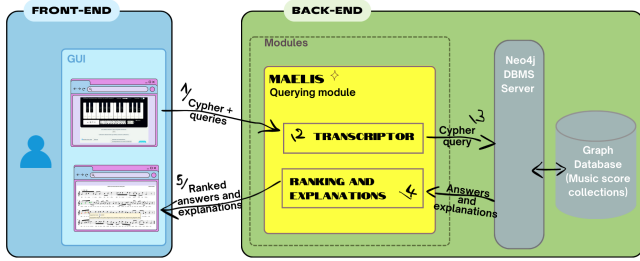 FRONT-END
BACK-END
GUI
Modules
MAELIS
Querying module
1/
Cypher +
queries
\2 TRANSCRIPTOR
\3
Cypher
query
Neo4j
DBMS
Server
5/
Ranked
answers and
explanations
RANKING AND
EXPLANATIONS
\4
Answers
and
explanations
Graph
Database
(Music score
collections)